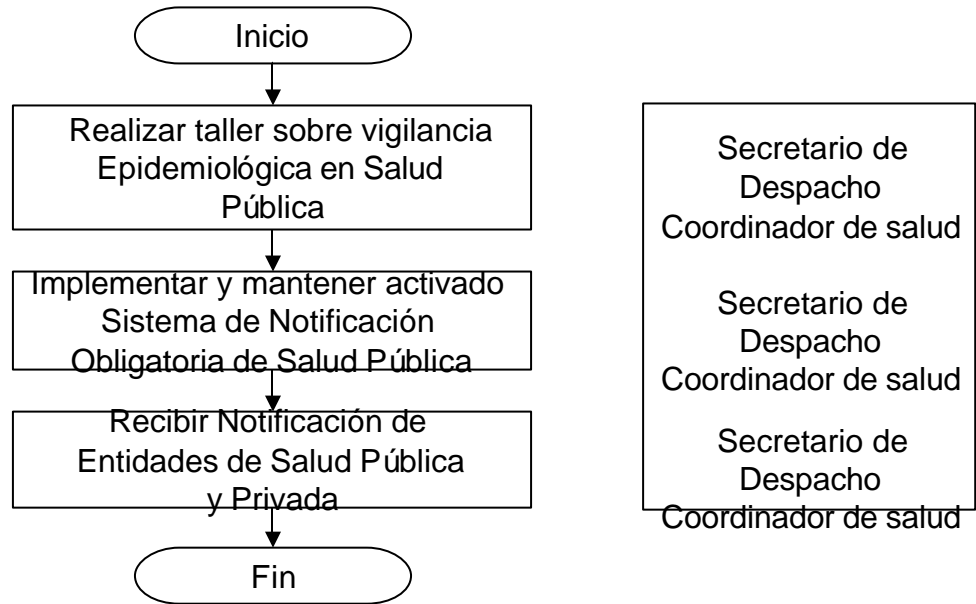 Inicio
Realizar taller sobre vigilancia
Epidemiológica en Salud
Pública
Implementar y mantener activado
Sistema de Notificación
Obligatoria de Salud Pública
Recibir Notificación de
Entidades de Salud Pública
y Privada
Fin
Secretario de
Despacho
Coordinador de salud
Secretario de
Despacho
Coordinador de salud
Secretario de
Despacho
Coordinador de salud